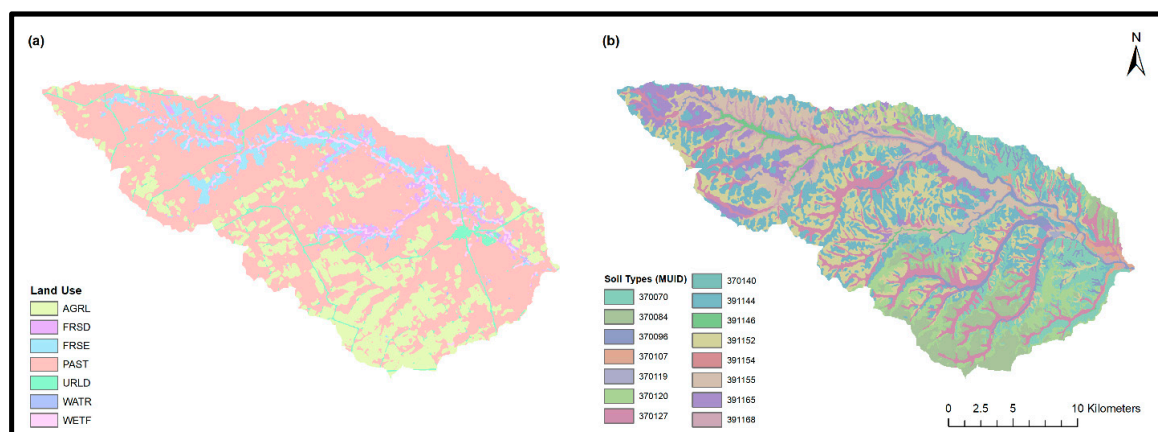 (a)
Land Use
AGRL
FRSD
FRSE
PAST
URLD
WATR
WETF
(b)
N
Soil Types (MUID)
370070
370084
370096
370107
370119
370120
370127
370140
391144
391146
391152
391154
391155
391165
391168
0 2.5 5 10 Kilometers